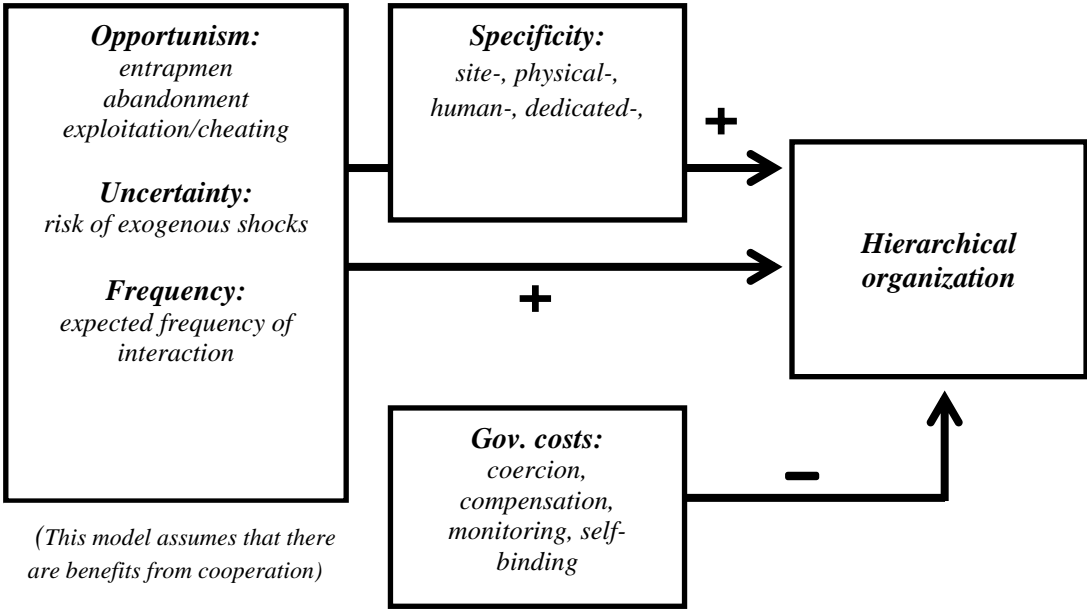 Opportunism:
entrapmen
abandonment
exploitation/cheating
Uncertainty:
risk of exogenous shocks
Frequency:
expected frequency of
interaction
(This model assumes that there
are benefits from cooperation)
Specificity:
site-, physical-,
human-, dedicated-,
+
+
Hierarchical
organization
Gov. costs:
coercion,
compensation,
monitoring, self-
binding
–